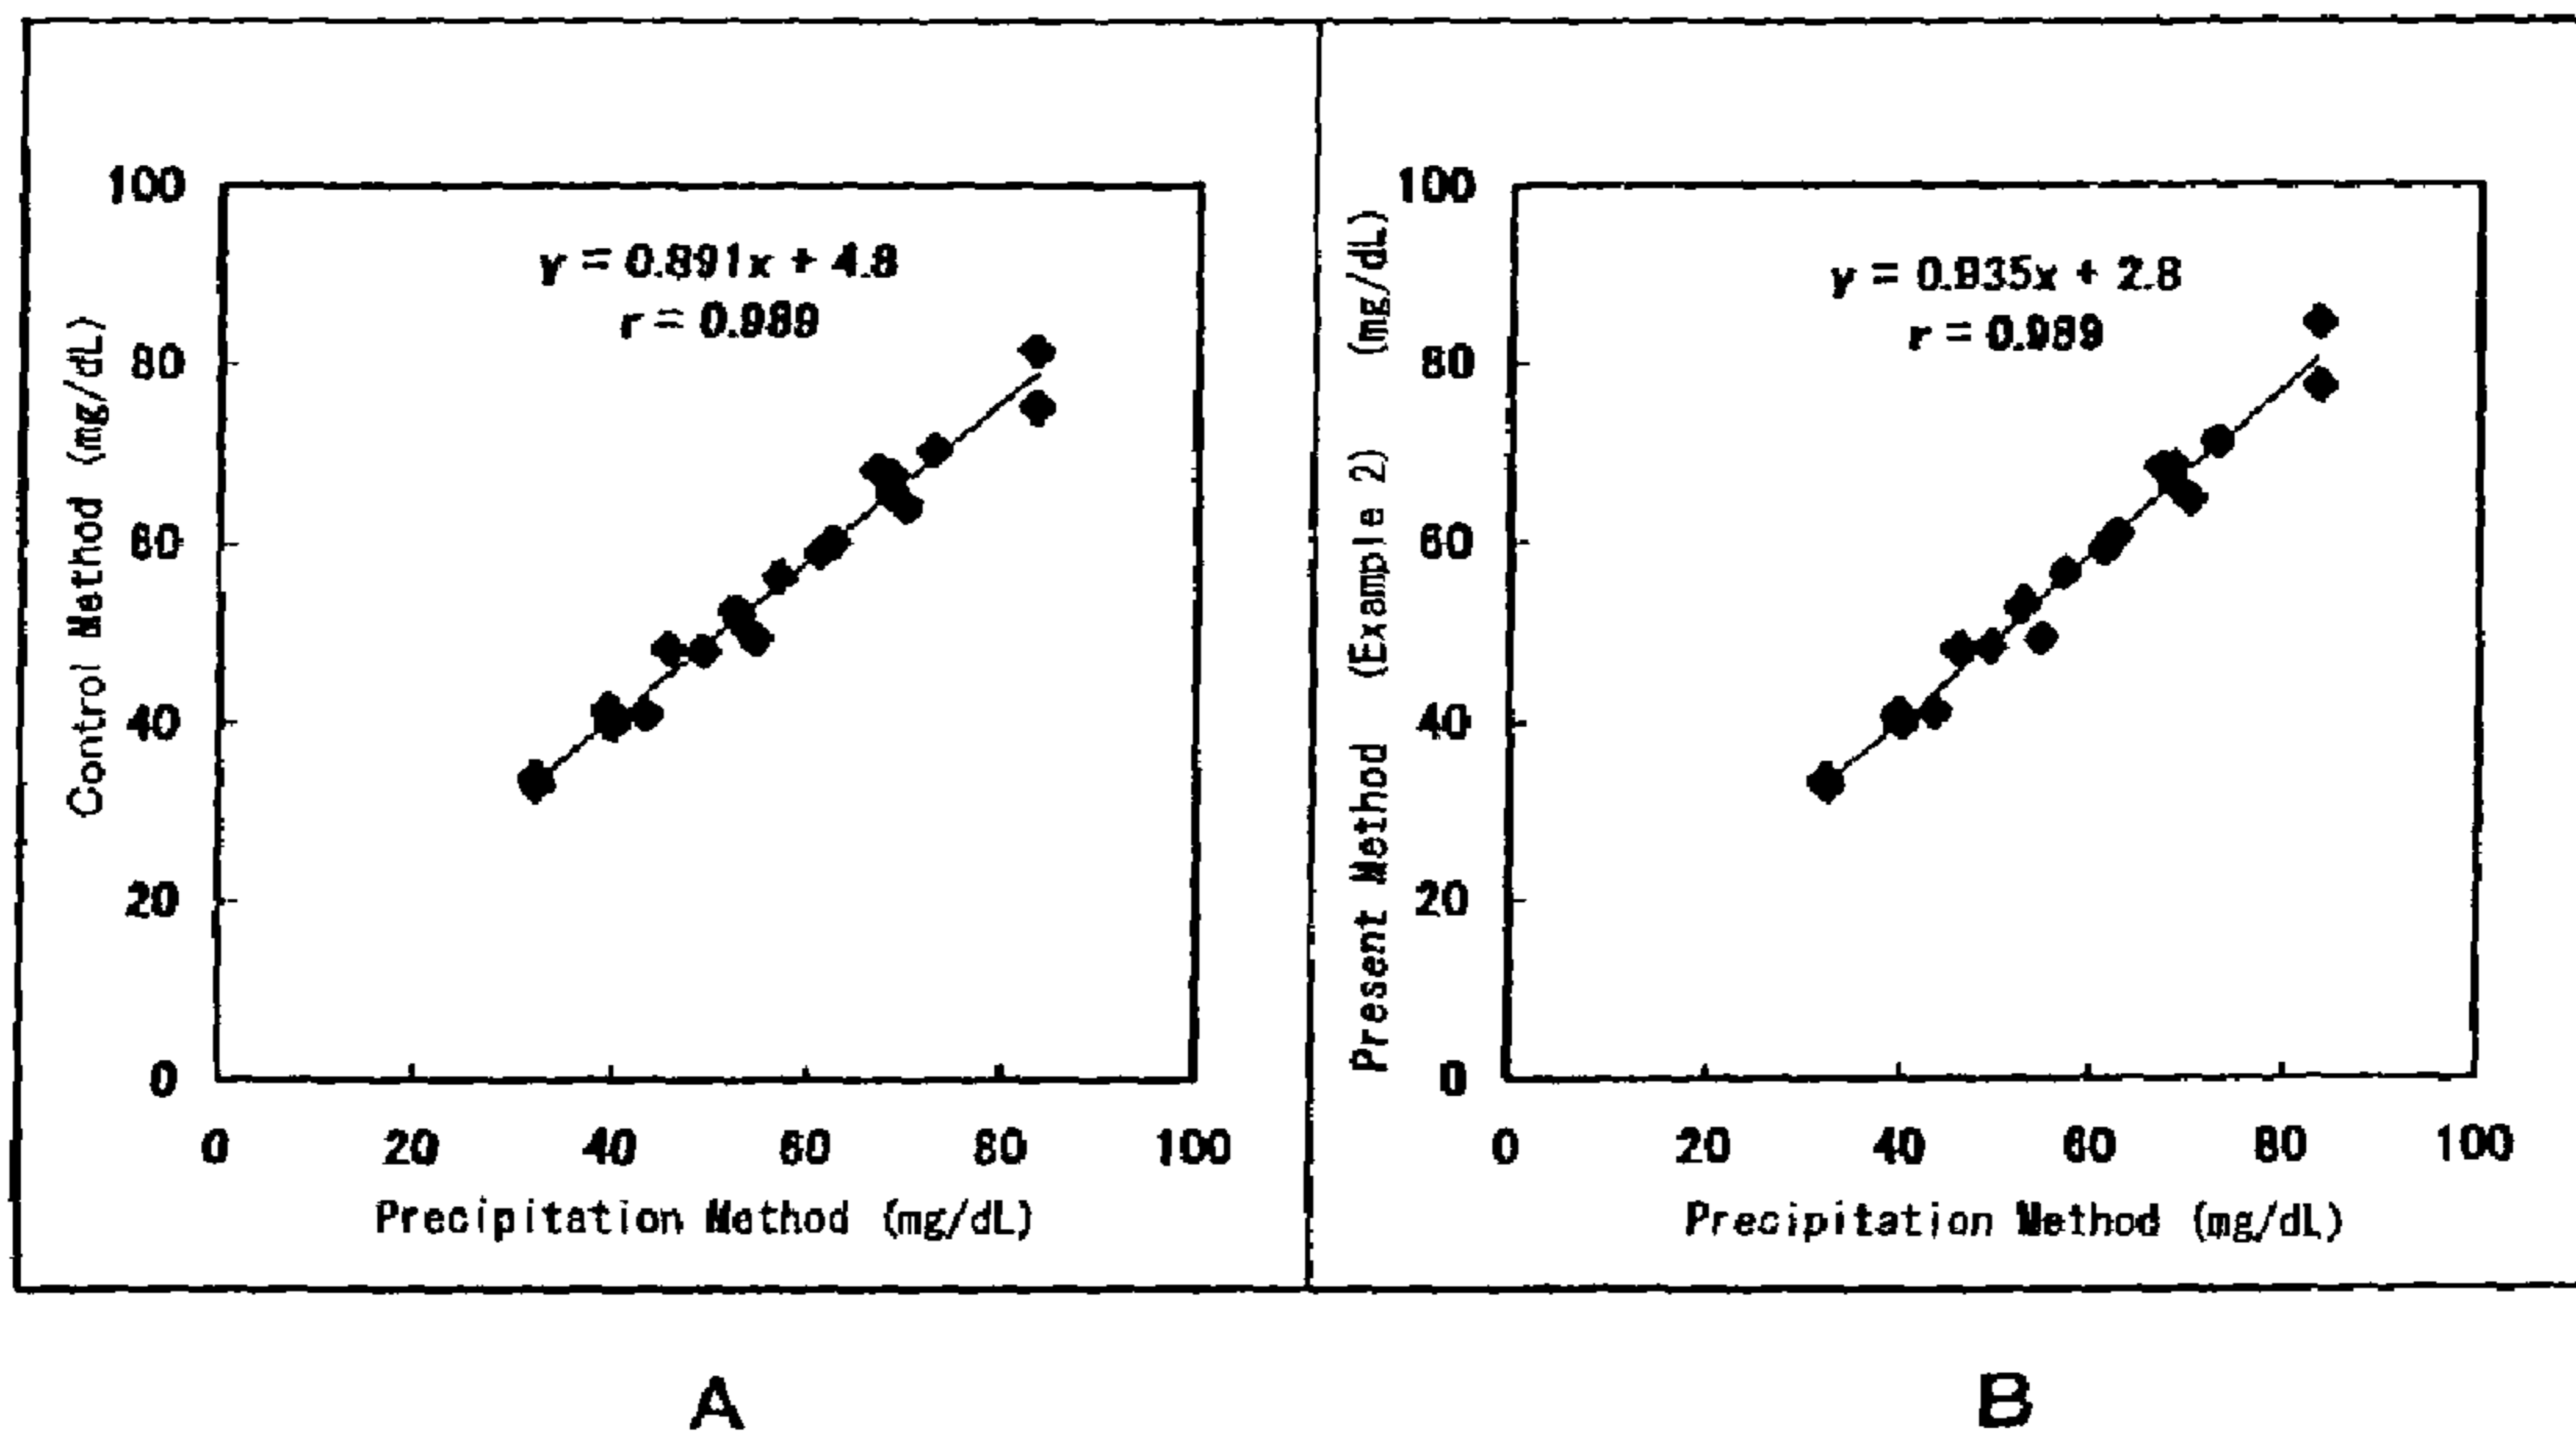 100
80
60
40
20
0
Control Method (mg/dL)
y = 0.891x + 4.8
r = 0.989
0 20 40 60 80 100
Precipitation Method (mg/dL)
A
100
80
60
40
20
0
Present Method (Example 2) (mg/dL)
y = 0.935x + 2.8
r = 0.989
0 20 40 60 80 100
Precipitation Method (mg/dL)
B